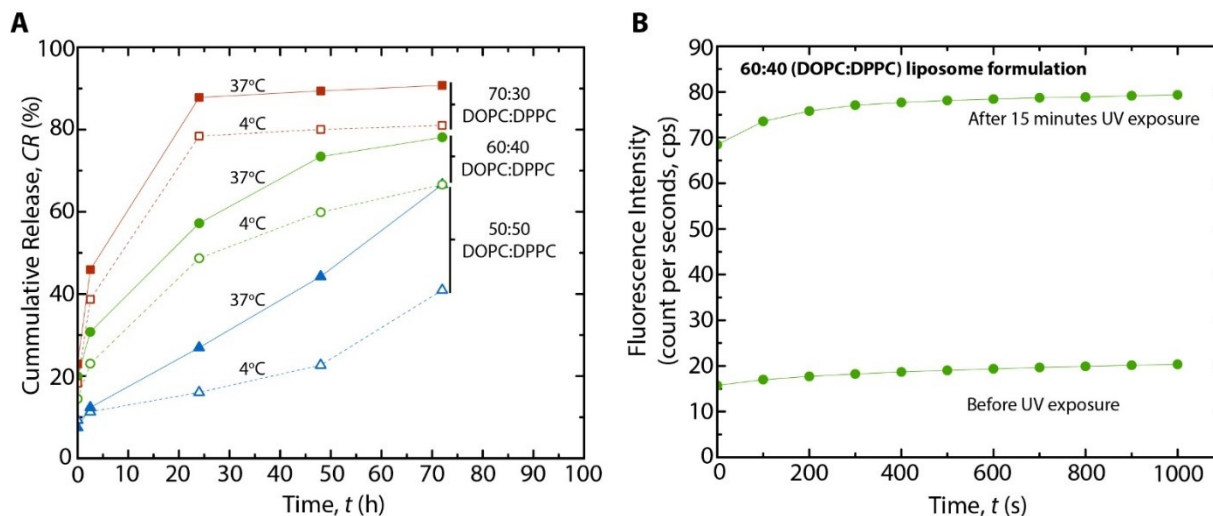 A
Cummulative Release, CR (%)
100
80
60
40
20
0
37°C
4°C
37°C
4°C
37°C
4°C
70:30
DOPC:DPPC
60:40
DOPC:DPPC
50:50
DOPC:DPPC
0 10 20 30 40 50 60 70 80 90 100
Time, t (h)
B
60:40 (DOPC:DPPC) liposome formulation
Fluorescence Intensity
(count per seconds, cps)
90
80
70
60
50
40
30
20
10
0
After 15 minutes UV exposure
Before UV exposure
0 200 400 600 800 1000
Time, t (s)